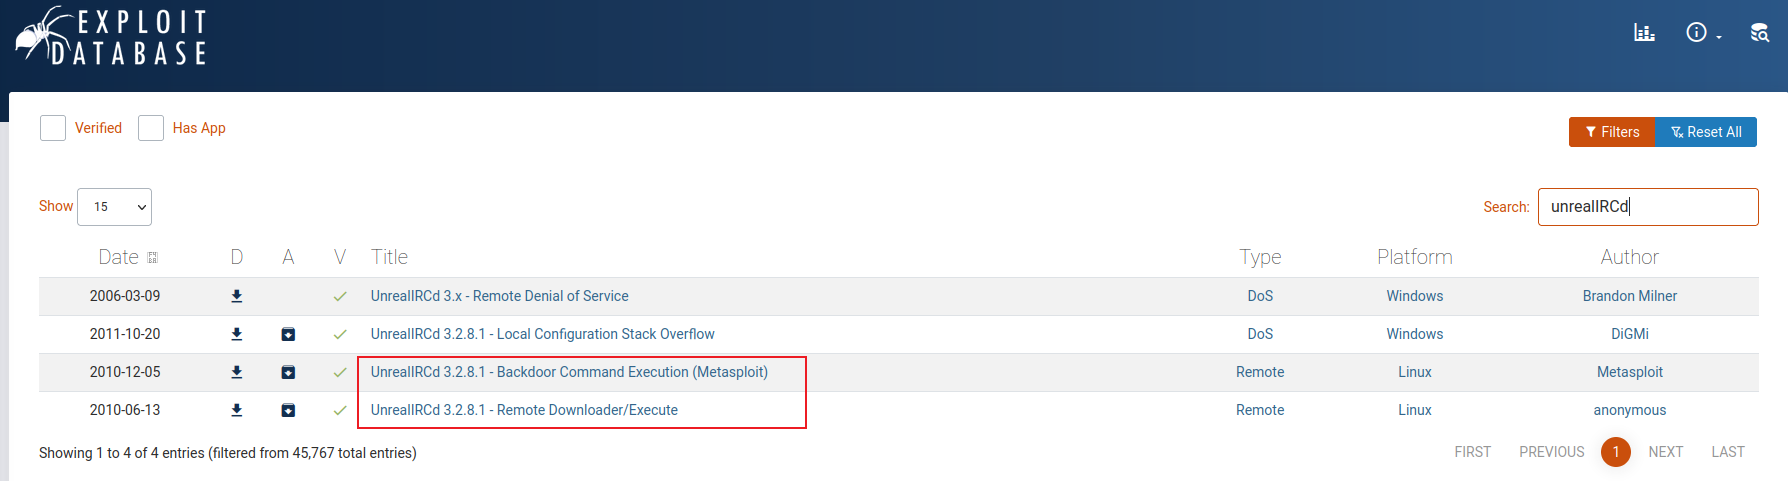 EXPLOIT
DATABASE
Verified Has App Filters Reset All
Show 15 Search: unrealIRCd
Date D A V Title Type Platform Author
2006-03-09 UnrealIRCd 3.x - Remote Denial of Service DoS Windows Brandon Milner
2011-10-20 UnrealIRCd 3.2.8.1 - Local Configuration Stack Overflow DoS Windows DiGMi
2010-12-05 UnrealIRCd 3.2.8.1 - Backdoor Command Execution (Metasploit) Remote Linux Metasploit
2010-06-13 UnrealIRCd 3.2.8.1 - Remote Downloader/Execute Remote Linux anonymous
Showing 1 to 4 of 4 entries (filtered from 45,767 total entries) FIRST PREVIOUS 1 NEXT LAST